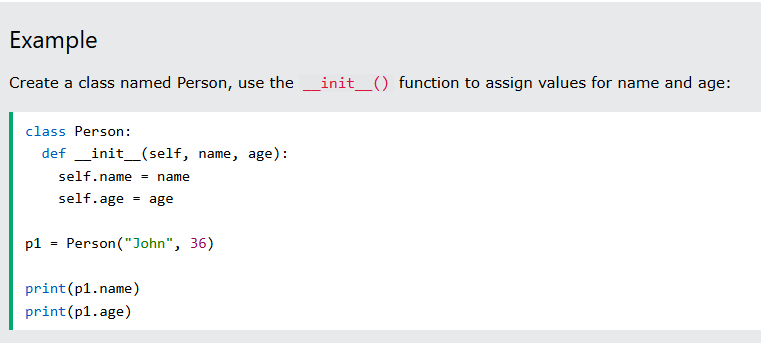 Example
Create a class named Person, use the __init__() function to assign values for name and age:
class Person:
  def __init__(self, name, age):
    self.name = name
    self.age = age

p1 = Person("John", 36)

print(p1.name)
print(p1.age)